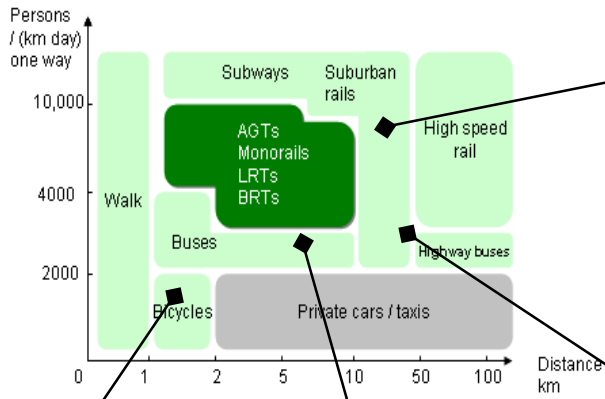 Persons
/ (km day)
one way
Subways
Suburban
rails
10,000
AGTs
Monorails
LRTs
BRTs
High speed
rail
4000
Walk
Buses
Highway buses
2000
Bicycles
Private cars / taxis
0
1
2
5
10
50
100
Distance
km